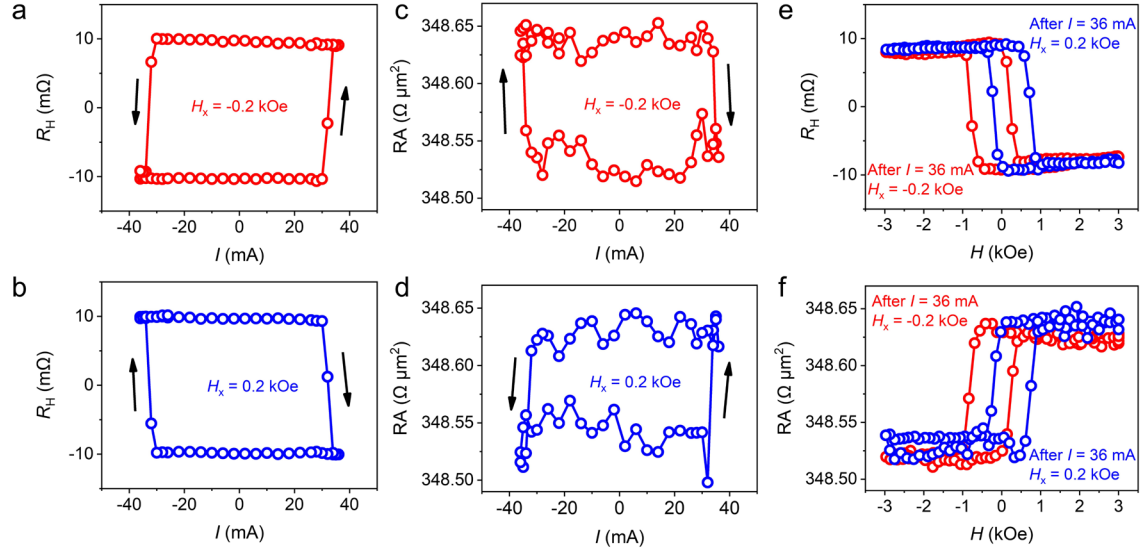 a
10
0
-10
R_H (mΩ)
H_x = -0.2 kOe
-40 -20 0 20 40
I (mA)
c
348.65
348.60
348.55
348.50
RA (Ω μm²)
H_x = -0.2 kOe
-40 -20 0 20 40
I (mA)
e
10
0
-10
R_H (mΩ)
After I = 36 mA
H_x = 0.2 kOe
After I = 36 mA
H_x = -0.2 kOe
-3 -2 -1 0 1 2 3
H (kOe)
b
10
0
-10
R_H (mΩ)
H_x = 0.2 kOe
-40 -20 0 20 40
I (mA)
d
348.65
348.60
348.55
348.50
RA (Ω μm²)
H_x = 0.2 kOe
-40 -20 0 20 40
I (mA)
f
348.65
348.60
348.55
348.50
RA (Ω μm²)
After I = 36 mA
H_x = -0.2 kOe
After I = 36 mA
H_x = 0.2 kOe
-3 -2 -1 0 1 2 3
H (kOe)